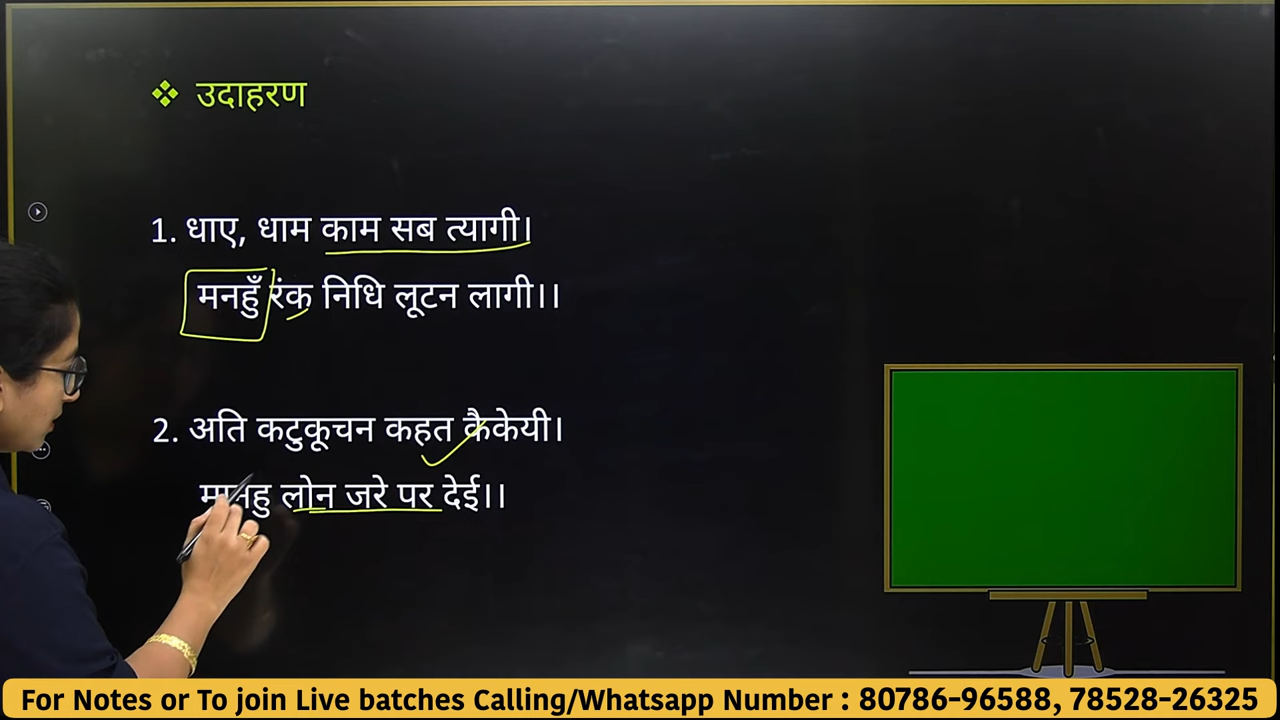 ❖ उदाहरण
1. धाए, धाम काम सब त्यागी।
मनहुँ रंक निधि लूटन लागी।।
2. अति कटुकूचन कहत कैकेयी।
मानहु लोन जरे पर देई।।
For Notes or To join Live batches Calling/Whatsapp Number : 80786-96588, 78528-26325